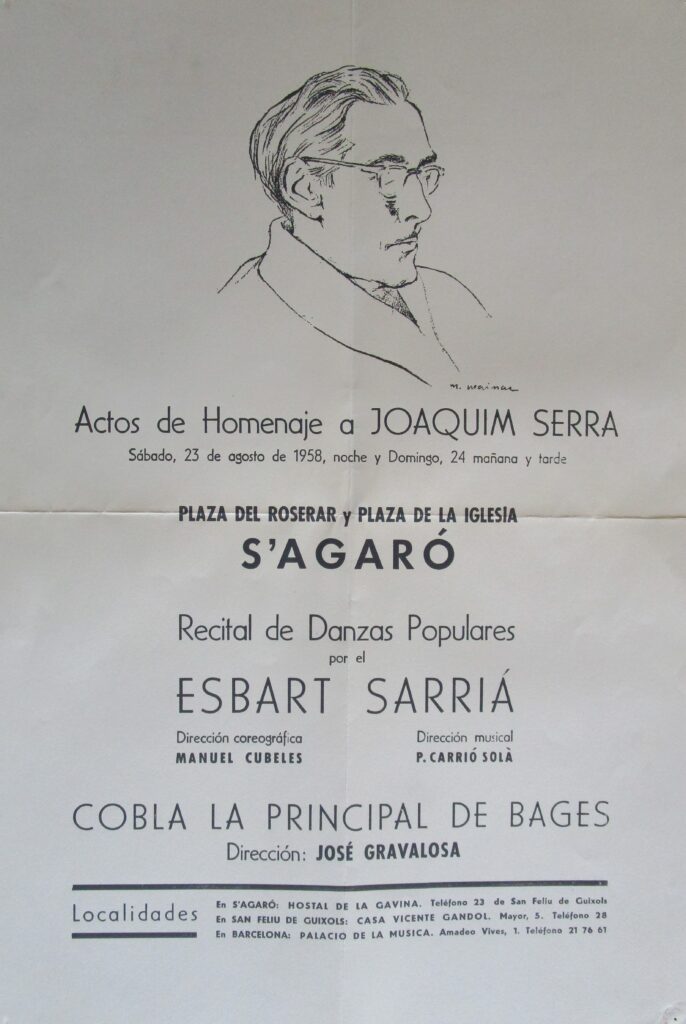 Actos de Homenaje a JOAQUIM SERRA
Sábado, 23 de agosto de 1958, noche y Domingo, 24 mañana y tarde
PLAZA DEL ROSERAR y PLAZA DE LA IGLESIA
S'AGARÓ
Recital de Danzas Populares
por el
ESBART SARRIÁ
Dirección coreográfica
MANUEL CUBELES
Dirección musical
P. CARRIÓ SOLÀ
COBLA LA PRINCIPAL DE BAGES
Dirección: JOSÉ GRAVALOSA
Localidades
En S'AGARÓ: HOSTAL DE LA GAVINA. Teléfono 23 de San Feliu de Guixols
En SAN FELIU DE GUIXOLS: CASA VICENTE GANDOL. Mayor, 5. Teléfono 28
En BARCELONA: PALACIO DE LA MUSICA. Amadeo Vives, 1. Teléfono 21 76 61